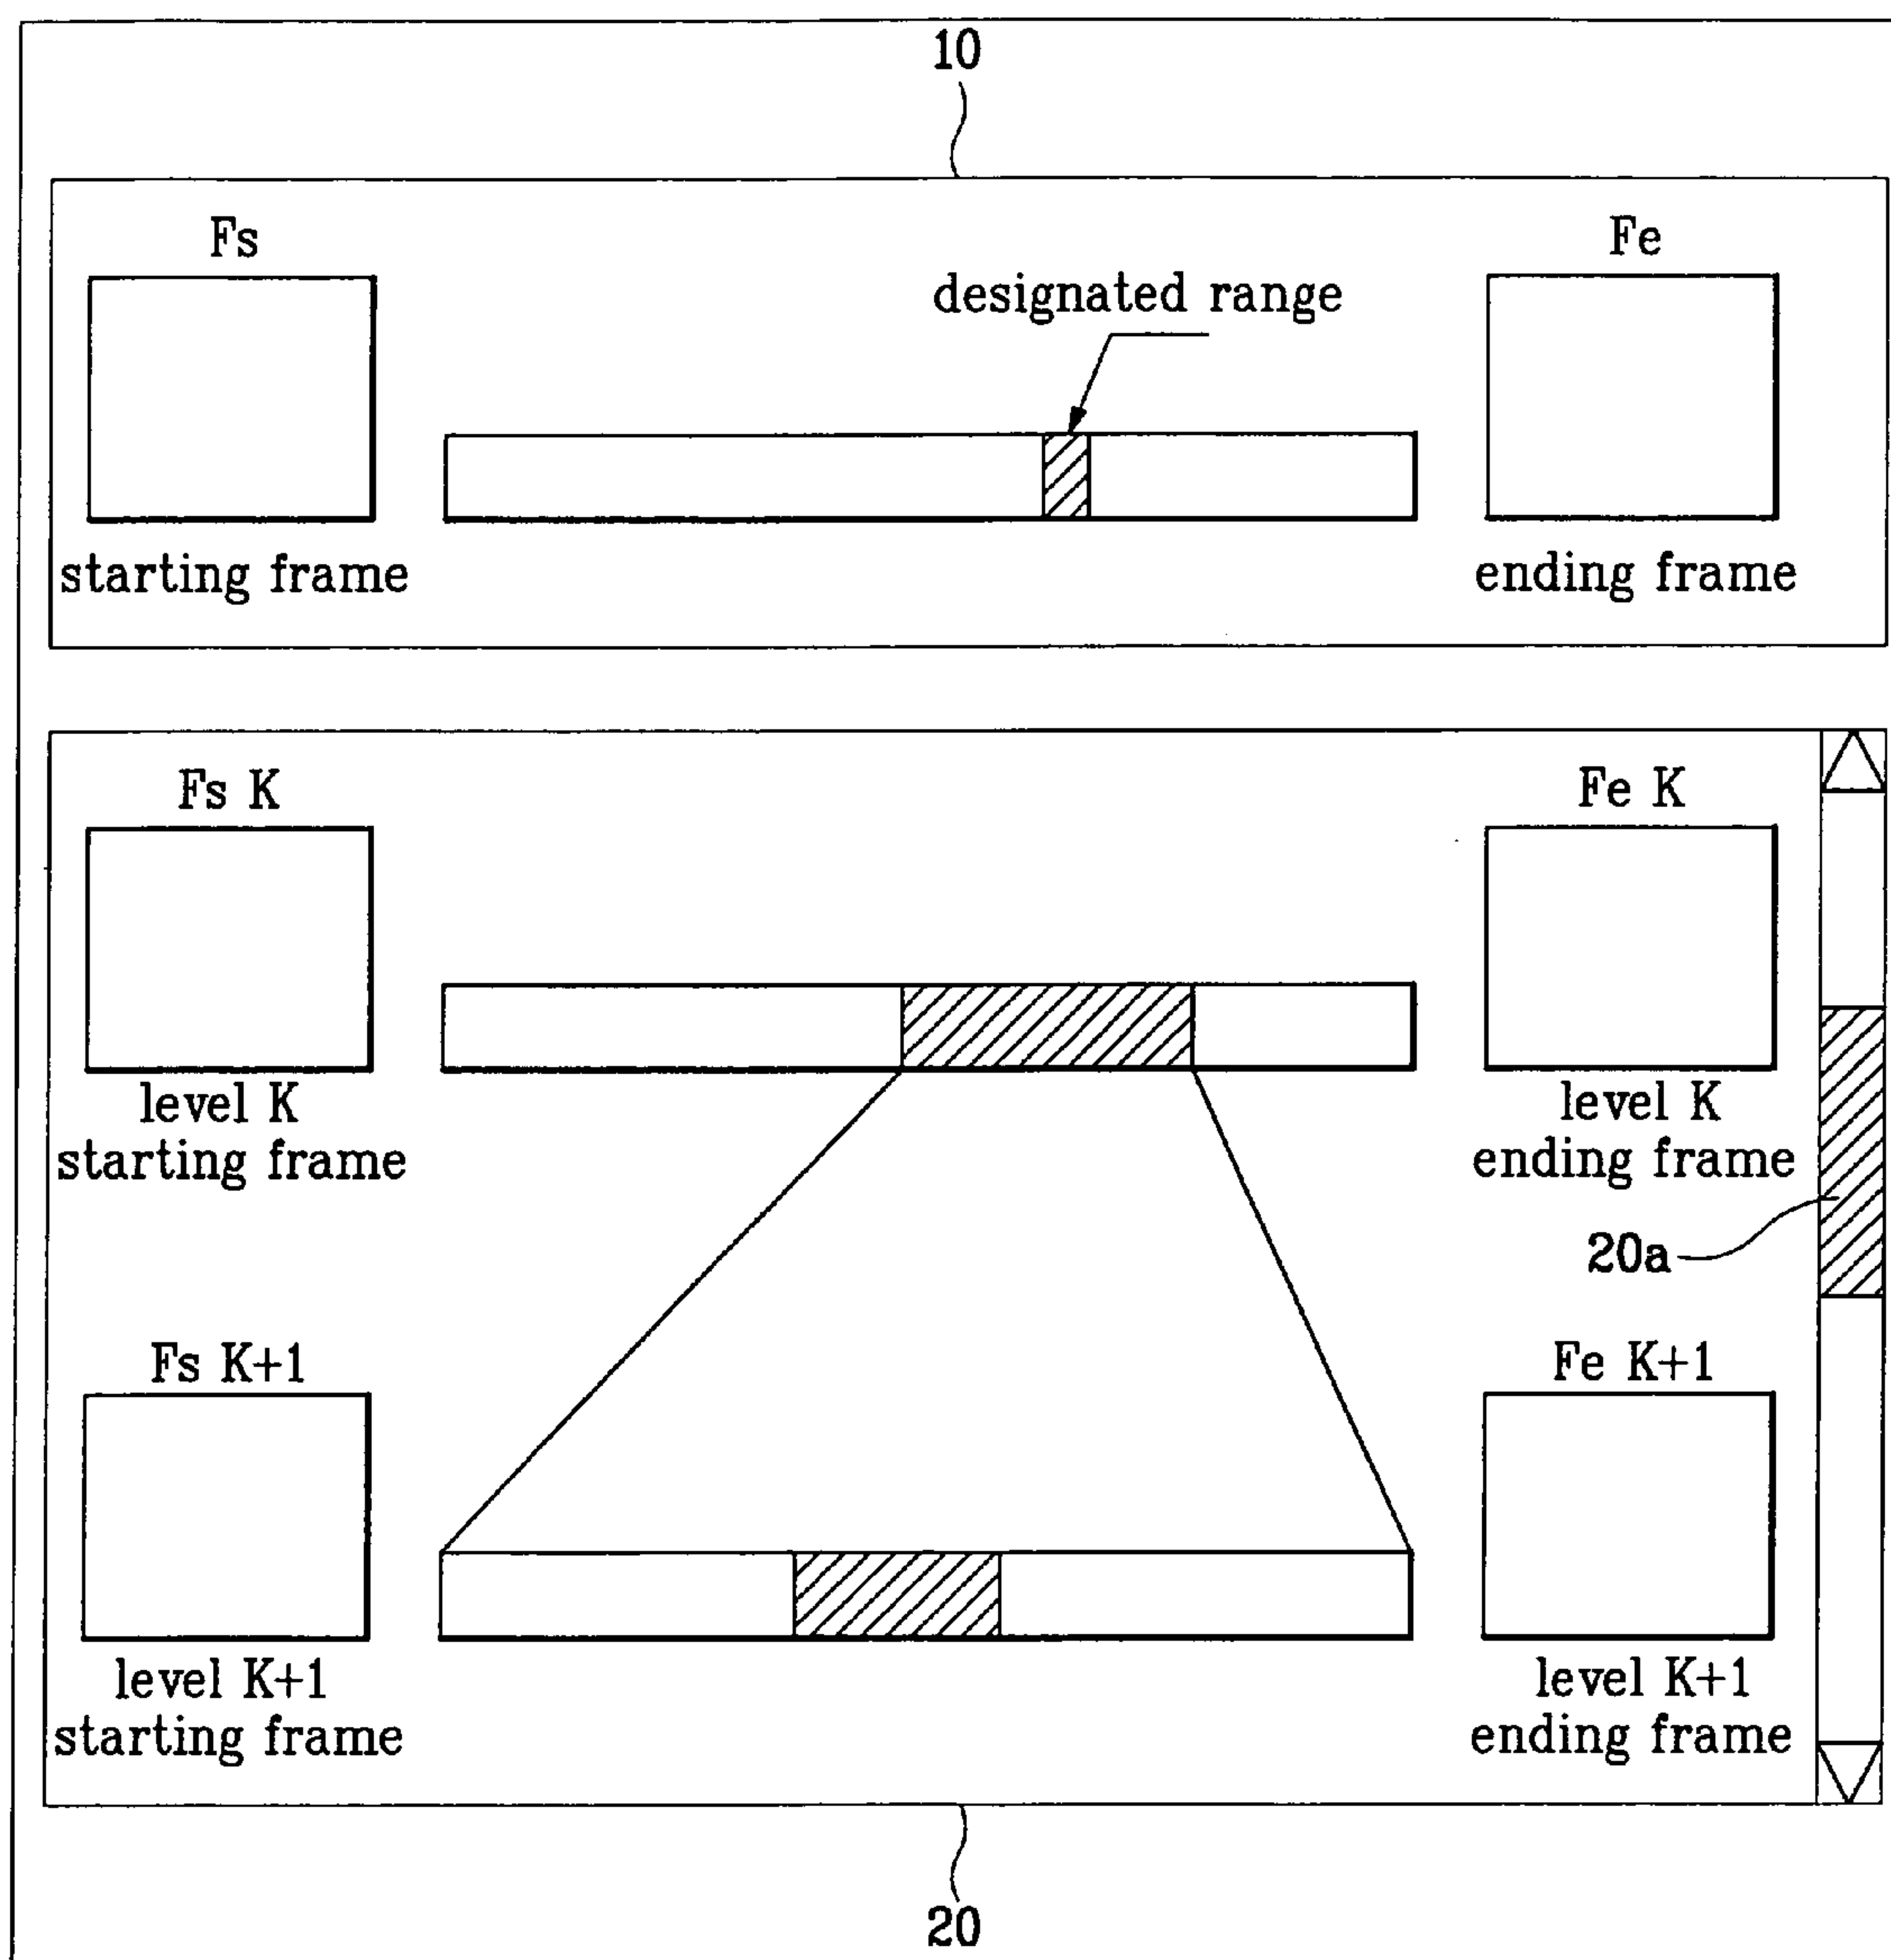 10
Fs
Fe
designated range
starting frame
ending frame
Fs K
Fe K
level K
starting frame
level K
ending frame
20a
Fs K+1
Fe K+1
level K+1
starting frame
level K+1
ending frame
20